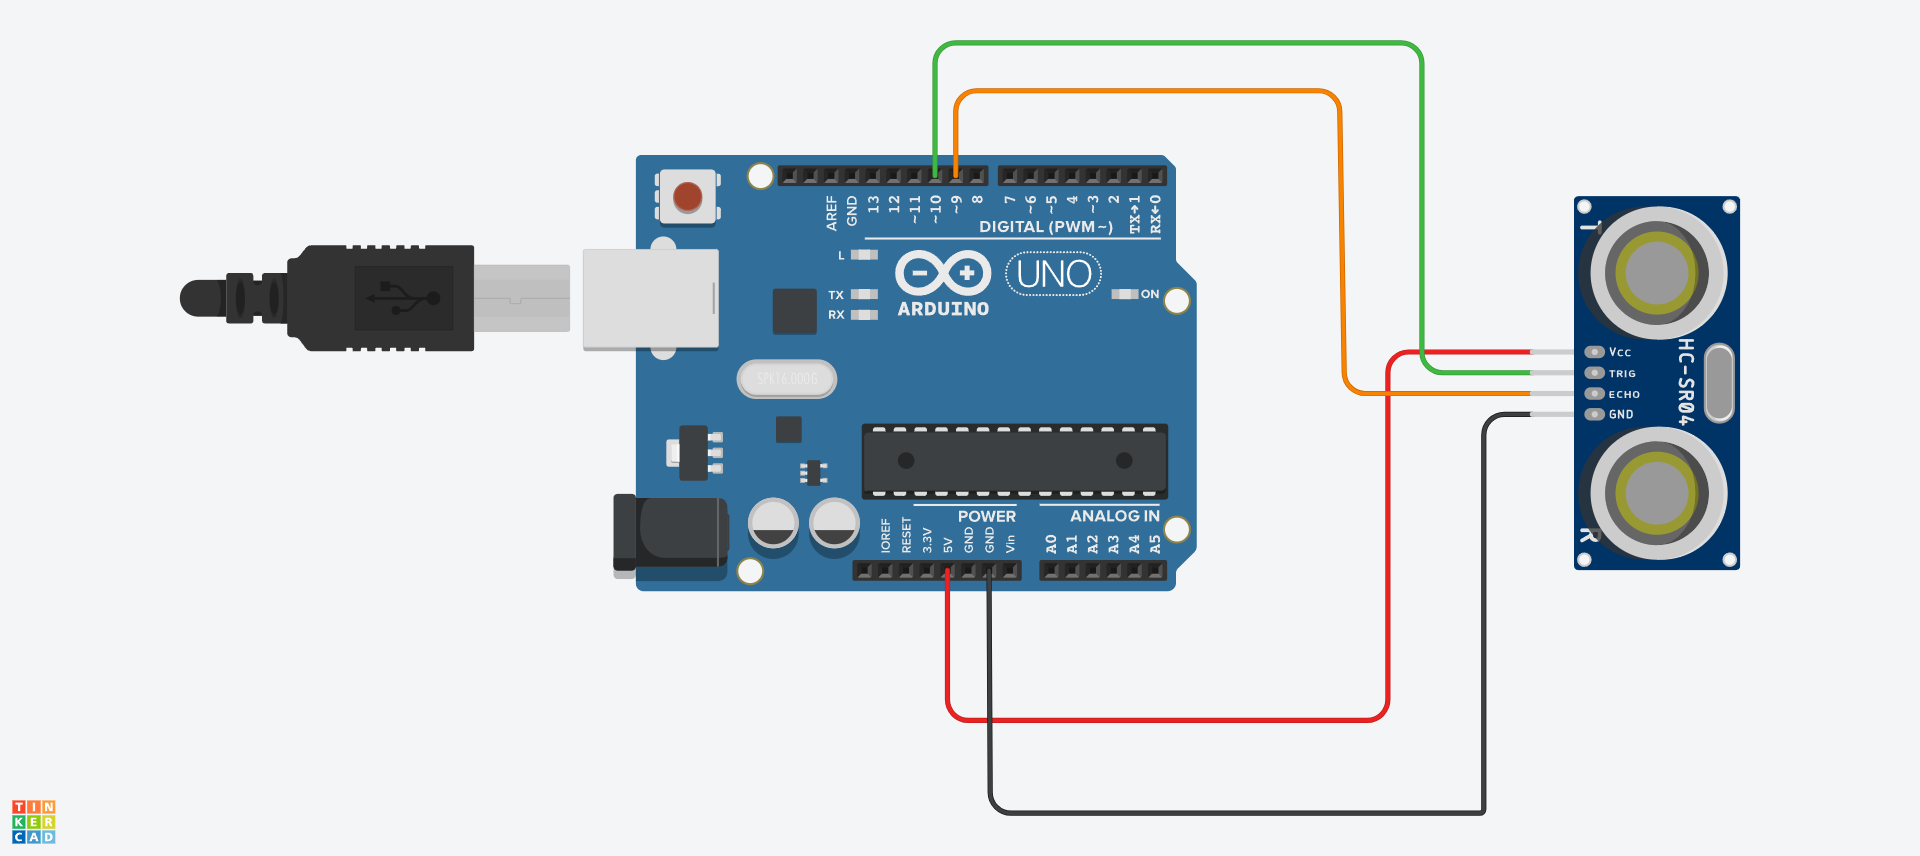 AREF
GND
13
12
~11
~10
~9
8
7
~6
~5
4
~3
2
TX→1
RX←0
DIGITAL (PWM~)
L
TX
RX
ARDUINO
UNO
ON
SPK16.000G
IOREF
RESET
3.3V
5V
GND
GND
Vin
POWER
ANALOG IN
A0
A1
A2
A3
A4
A5
T
VCC
TRIG
ECHO
GND
HC-SR04
R
TIN
KER
CAD